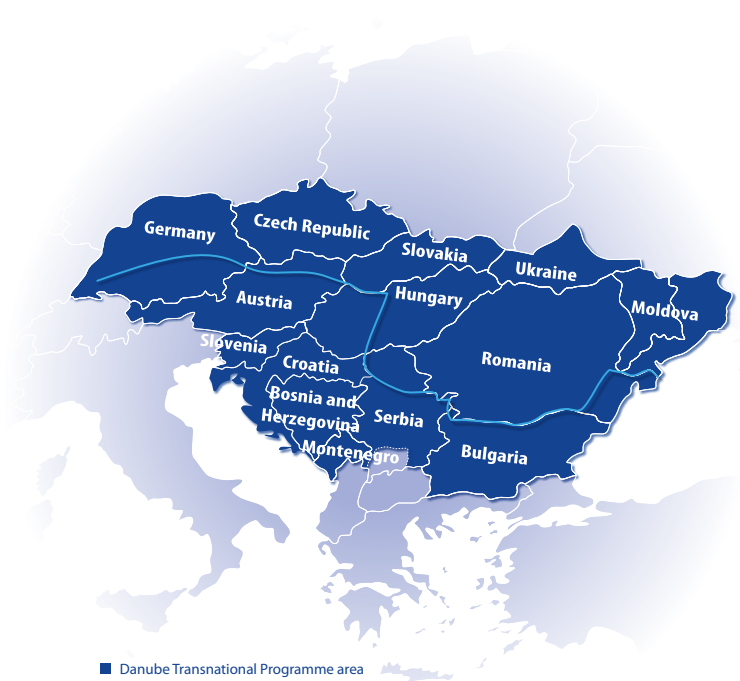 Germany
Czech Republic
Slovakia
Ukraine
Austria
Hungary
Moldova
Slovenia
Croatia
Romania
Bosnia and
Herzegovina
Serbia
Montenegro
Bulgaria
Danube Transnational Programme area